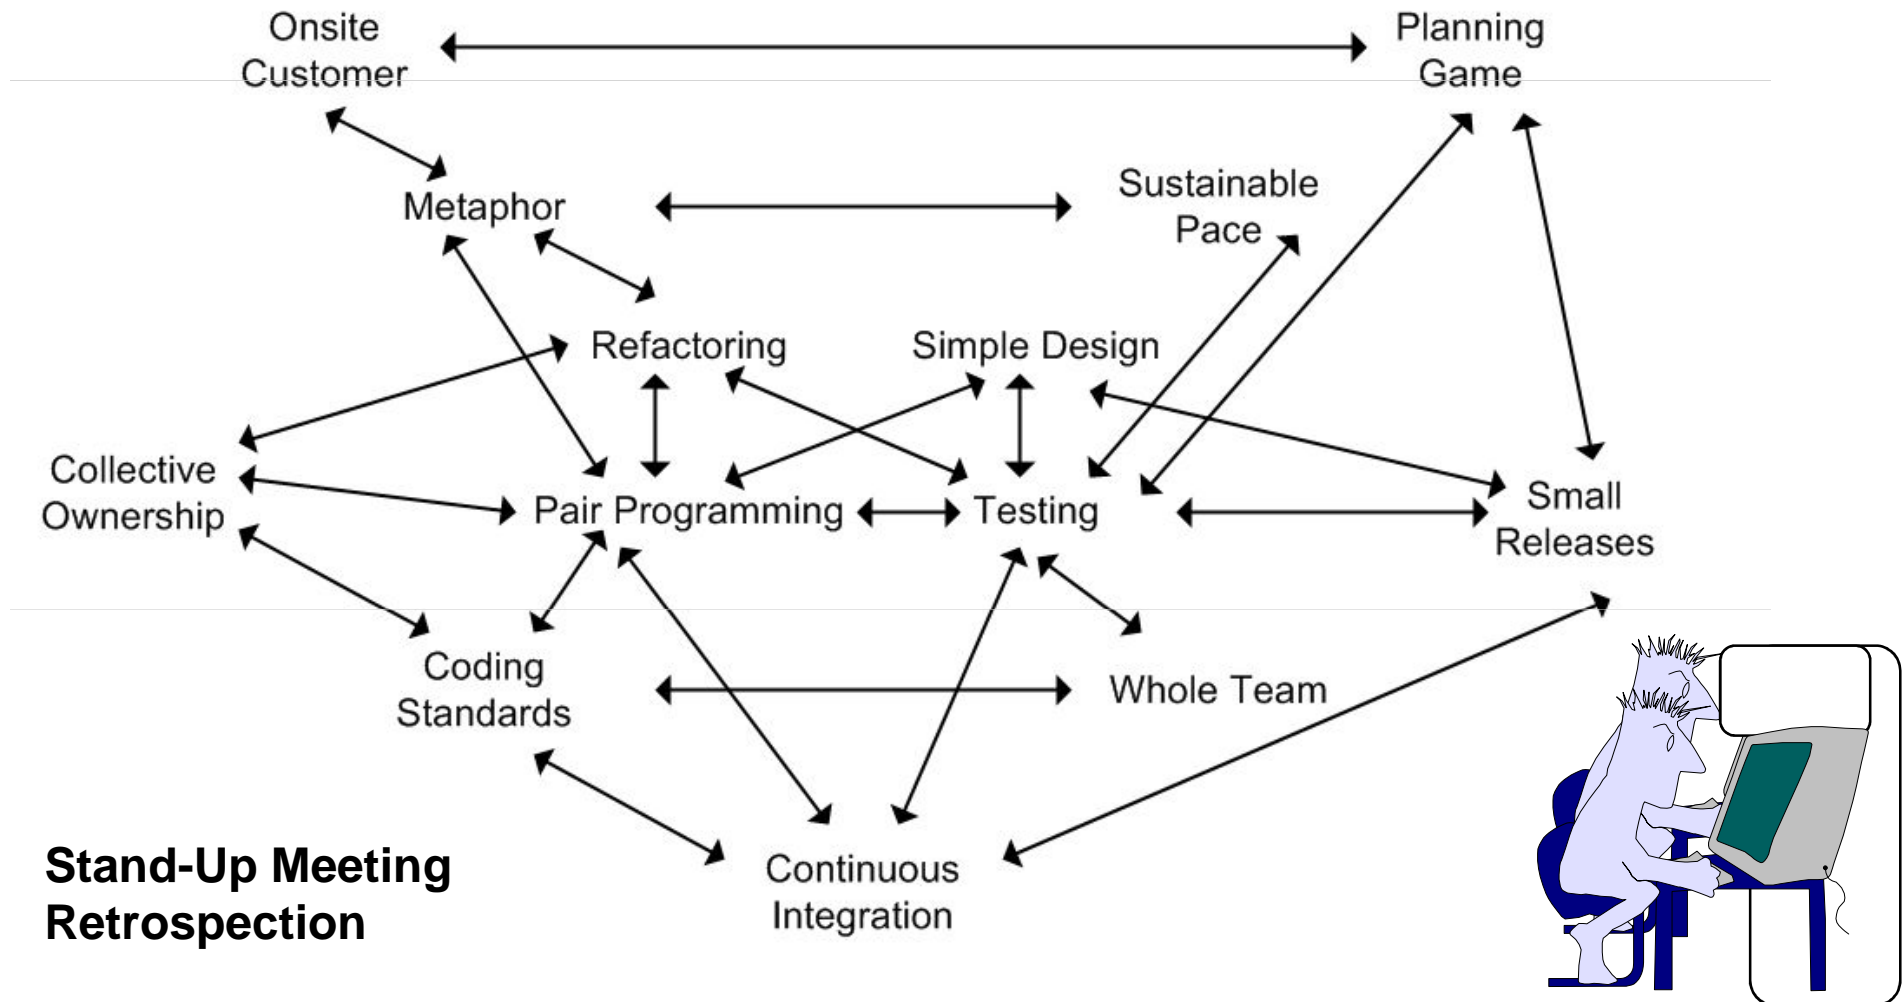 Onsite
Customer
Planning
Game
Metaphor
Sustainable
Pace
Refactoring
Simple Design
Collective
Ownership
Pair Programming
Testing
Small
Releases
Coding
Standards
Whole Team
Continuous
Integration
Stand-Up Meeting
Retrospection